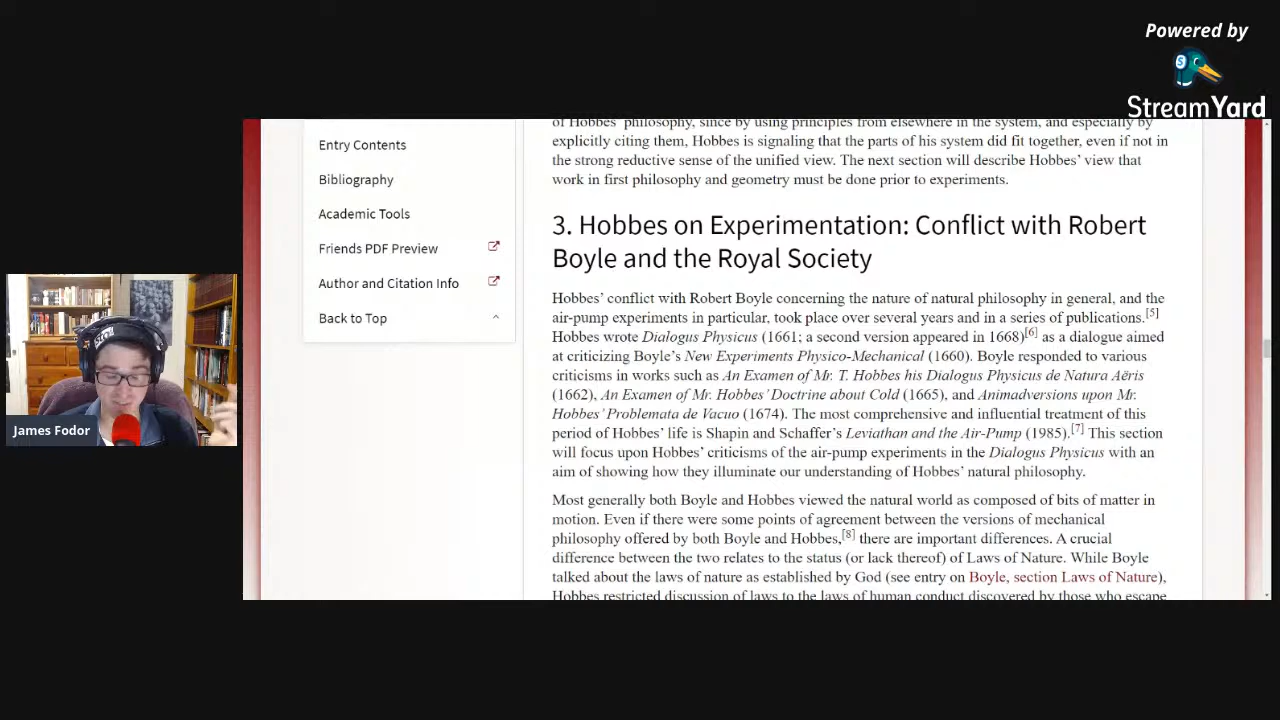 Powered by
StreamYard
Entry Contents
Bibliography
Academic Tools
Friends PDF Preview
Author and Citation Info
Back to Top
of Hobbes' philosophy, since by using principles from elsewhere in the system, and especially by
explicitly citing them, Hobbes is signaling that the parts of his system did fit together, even if not in
the strong reductive sense of the unified view. The next section will describe Hobbes' view that
work in first philosophy and geometry must be done prior to experiments.
3. Hobbes on Experimentation: Conflict with Robert
Boyle and the Royal Society
Hobbes' conflict with Robert Boyle concerning the nature of natural philosophy in general, and the
air-pump experiments in particular, took place over several years and in a series of publications.[5]
Hobbes wrote Dialogus Physicus (1661; a second version appeared in 1668)[6] as a dialogue aimed
at criticizing Boyle's New Experiments Physico-Mechanical (1660). Boyle responded to various
criticisms in works such as An Examen of Mr. T. Hobbes his Dialogus Physicus de Natura Aëris
(1662), An Examen of Mr. Hobbes' Doctrine about Cold (1665), and Animadversions upon Mr.
Hobbes' Problemata de Vacuo (1674). The most comprehensive and influential treatment of this
period of Hobbes' life is Shapin and Schaffer's Leviathan and the Air-Pump (1985).[7] This section
will focus upon Hobbes' criticisms of the air-pump experiments in the Dialogus Physicus with an
aim of showing how they illuminate our understanding of Hobbes' natural philosophy.
Most generally both Boyle and Hobbes viewed the natural world as composed of bits of matter in
motion. Even if there were some points of agreement between the versions of mechanical
philosophy offered by both Boyle and Hobbes,[8] there are important differences. A crucial
difference between the two relates to the status (or lack thereof) of Laws of Nature. While Boyle
talked about the laws of nature as established by God (see entry on Boyle, section Laws of Nature),
Hobbes restricted discussion of laws to the laws of human conduct discovered by those who escape
James Fodor